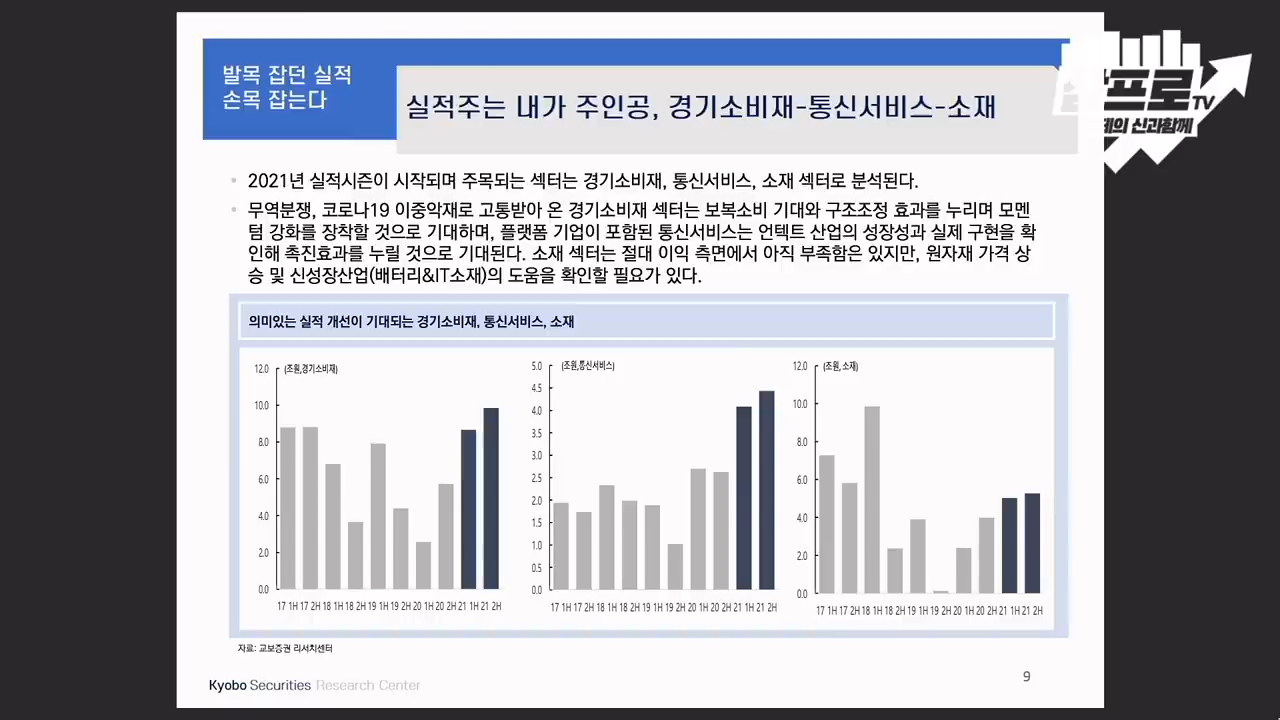 발목 잡던 실적
손목 잡는다
실적주는 내가 주인공, 경기소비재-통신서비스-소재
프로TV
의 신과함께
• 2021년 실적시즌이 시작되며 주목되는 섹터는 경기소비재, 통신서비스, 소재 섹터로 분석된다.
• 무역분쟁, 코로나19 이중악재로 고통받아 온 경기소비재 섹터는 보복소비 기대와 구조조정 효과를 누리며 모멘
텀 강화를 장착할 것으로 기대하며, 플랫폼 기업이 포함된 통신서비스는 언텍트 산업의 성장성과 실제 구현을 확
인해 촉진효과를 누릴 것으로 기대된다. 소재 섹터는 절대 이익 측면에서 아직 부족함은 있지만, 원자재 가격 상
승 및 신성장산업(배터리&IT소재)의 도움을 확인할 필요가 있다.
의미있는 실적 개선이 기대되는 경기소비재, 통신서비스, 소재
(조원,경기소비재)
12.0
10.0
8.0
6.0
4.0
2.0
0.0
17 1H 17 2H 18 1H 18 2H 19 1H 19 2H 20 1H 20 2H 21 1H 21 2H
(조원,통신서비스)
5.0
4.5
4.0
3.5
3.0
2.5
2.0
1.5
1.0
0.5
0.0
17 1H 17 2H 18 1H 18 2H 19 1H 19 2H 20 1H 20 2H 21 1H 21 2H
(조원, 소재)
12.0
10.0
8.0
6.0
4.0
2.0
0.0
17 1H 17 2H 18 1H 18 2H 19 1H 19 2H 20 1H 20 2H 21 1H 21 2H
자료: 교보증권 리서치센터
Kyobo Securities Research Center
9